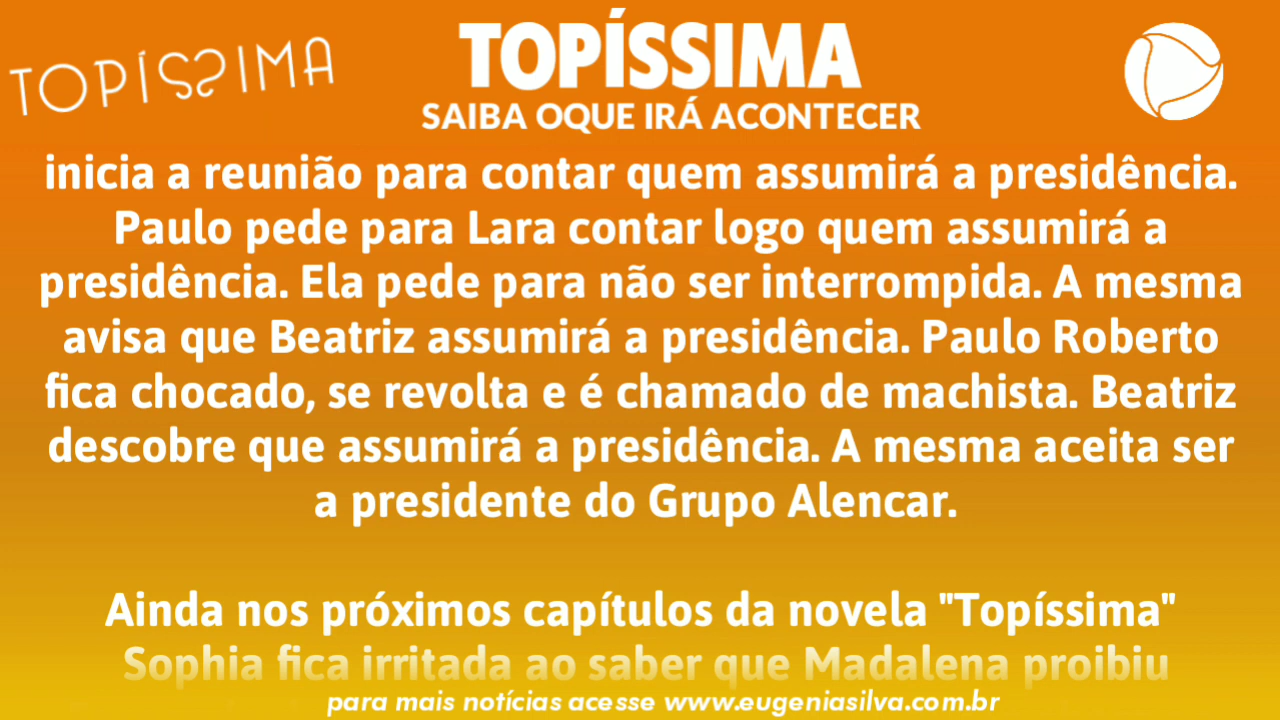 TOPÍSSIMA
TOPÍSSIMA
SAIBA OQUE IRÁ ACONTECER
inicia a reunião para contar quem assumirá a presidência.
Paulo pede para Lara contar logo quem assumirá a
presidência. Ela pede para não ser interrompida. A mesma
avisa que Beatriz assumirá a presidência. Paulo Roberto
fica chocado, se revolta e é chamado de machista. Beatriz
descobre que assumirá a presidência. A mesma aceita ser
a presidente do Grupo Alencar.
Ainda nos próximos capítulos da novela "Topíssima"
Sophia fica irritada ao saber que Madalena proibiu
para mais notícias acesse www.eugeniasilva.com.br